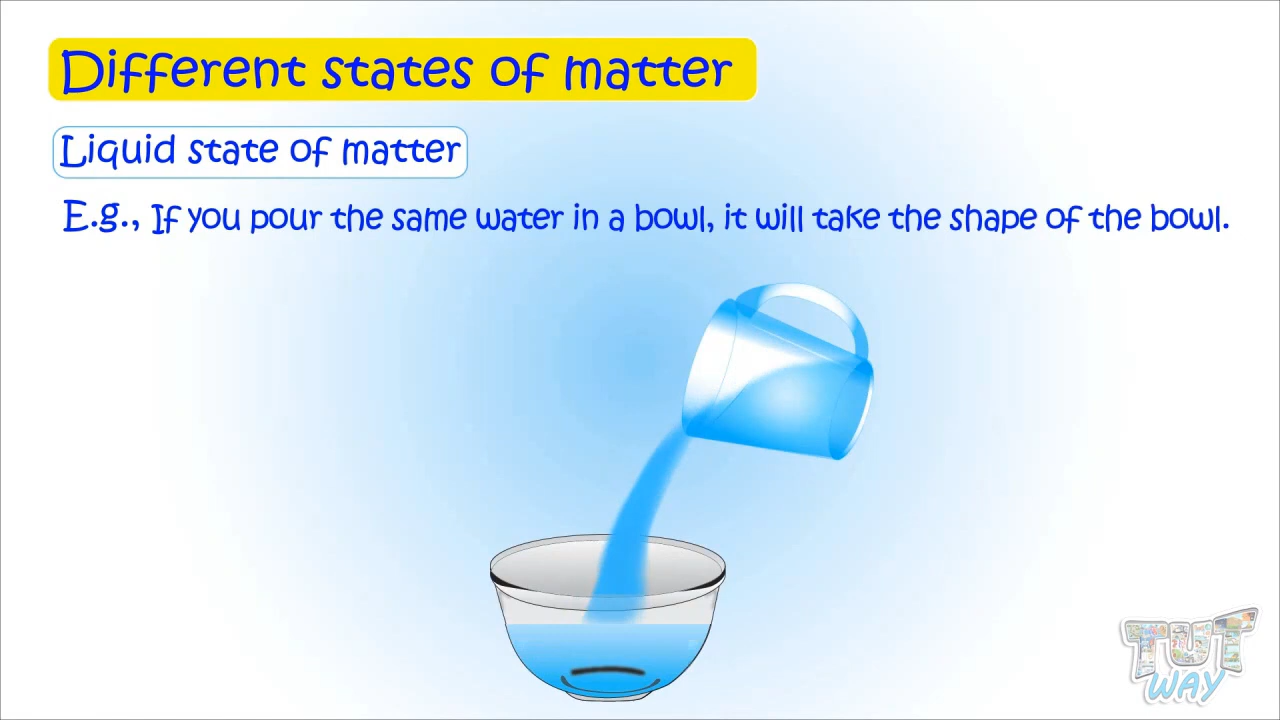 Different states of matter
Liquid state of matter
E.g., If you pour the same water in a bowl, it will take the shape of the bowl.
TUT
WAY